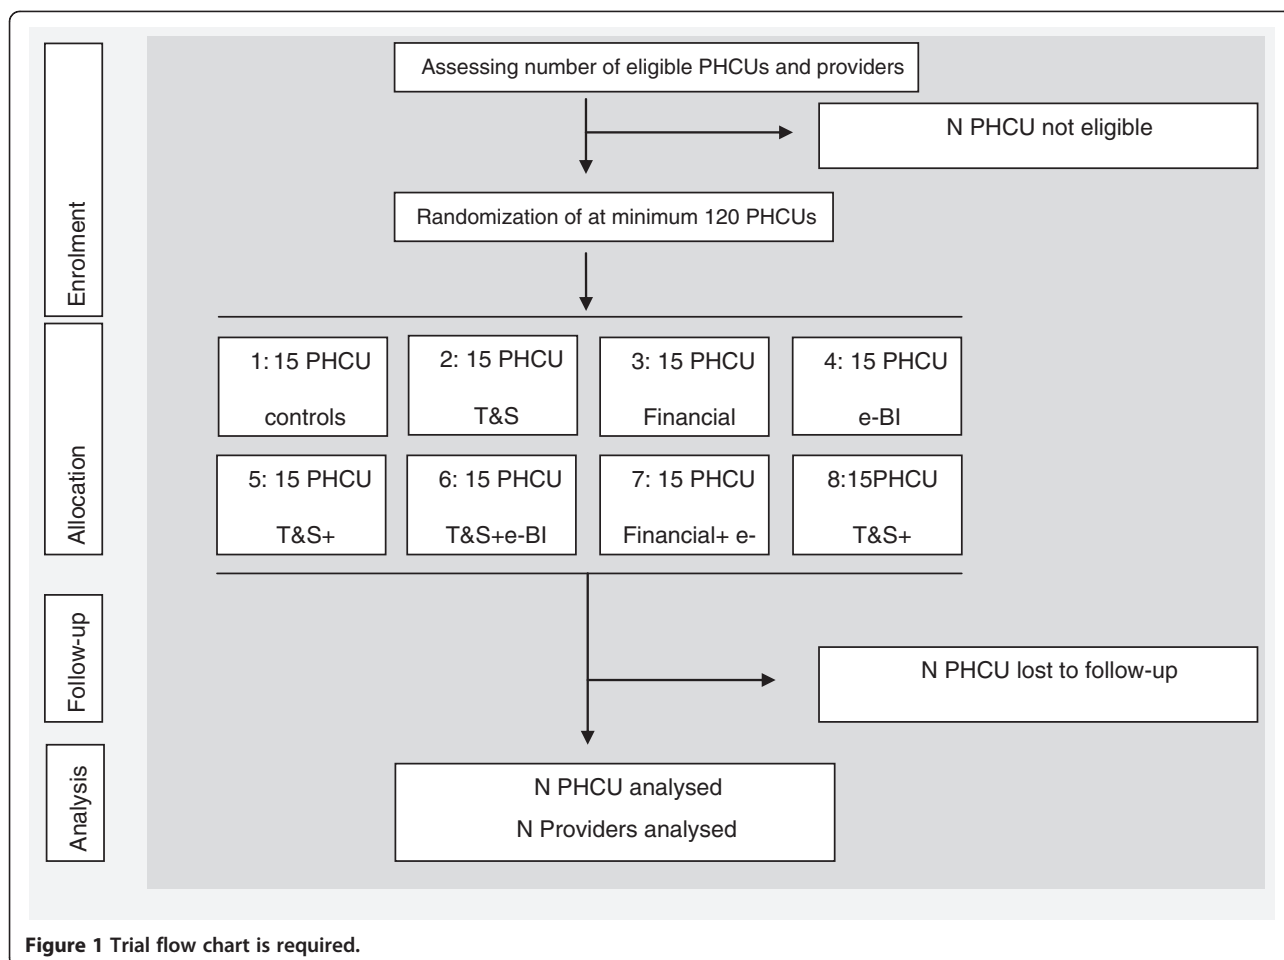 Assessing number of eligible PHCUs and providers
N PHCU not eligible
Enrolment
Randomization of at minimum 120 PHCUs
Allocation
1: 15 PHCU
controls
2: 15 PHCU
T&S
3: 15 PHCU
Financial
4: 15 PHCU
e-BI
5: 15 PHCU
T&S+
6: 15 PHCU
T&S+e-BI
7: 15 PHCU
Financial+ e-
8:15PHCU
T&S+
Follow-up
N PHCU lost to follow-up
Analysis
N PHCU analysed
N Providers analysed
Figure 1 Trial flow chart is required.